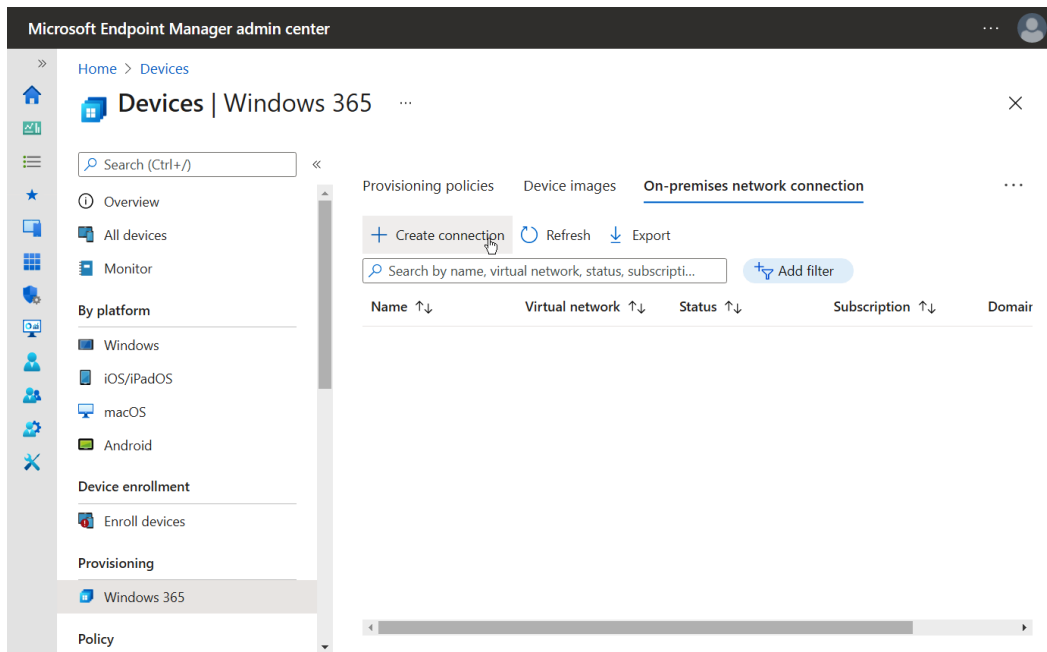 Microsoft Endpoint Manager admin center
Home > Devices
Devices | Windows 365
Search (Ctrl+/)
Overview
All devices
Monitor
By platform
Windows
iOS/iPadOS
macOS
Android
Device enrollment
Enroll devices
Provisioning
Windows 365
Policy
Provisioning policies Device images On-premises network connection
Create connection Refresh Export
Search by name, virtual network, status, subscripti... Add filter
Name Virtual network Status Subscription Domain